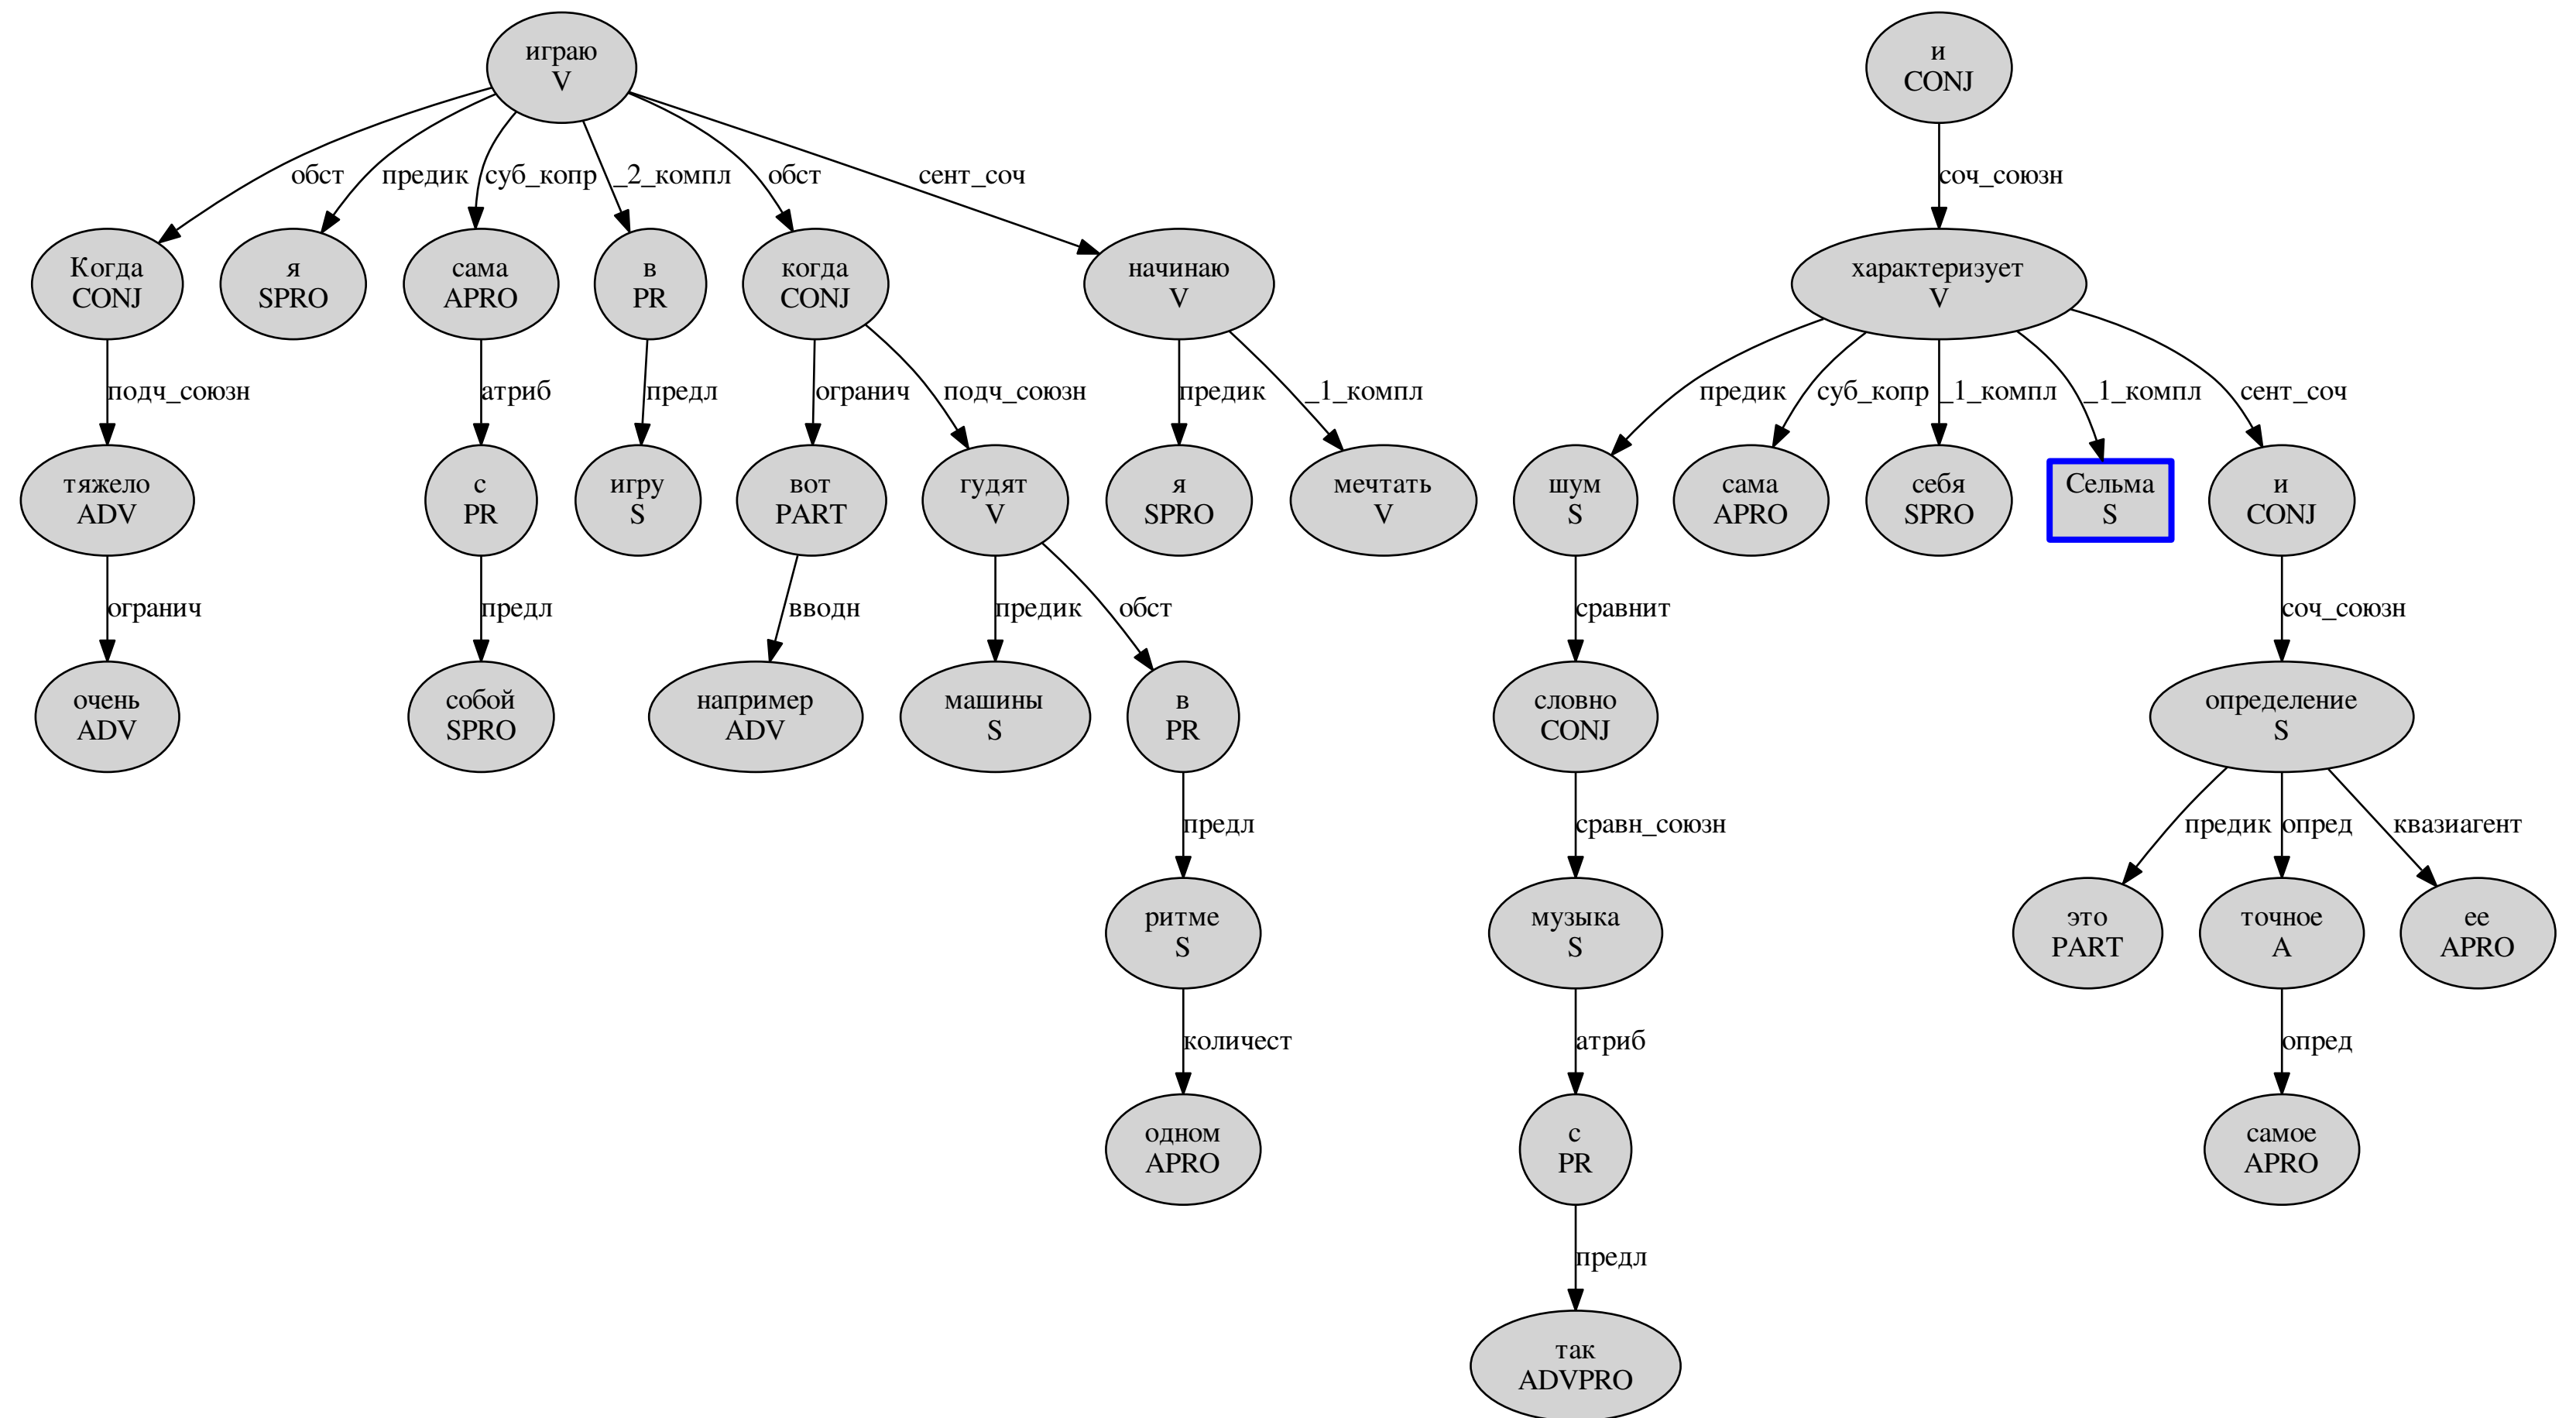 играю
V
и
CONJ
обст
предик
суб_копр
_2_компл
обст
сент_соч
соч_союзн
Когда
CONJ
я
SPRO
сама
APRO
в
PR
когда
CONJ
начинаю
V
характеризует
V
подч_союзн
атриб
предл
огранич
подч_союзн
предик
_1_компл
предик
суб_копр
_1_компл
_1_компл
сент_соч
тяжело
ADV
с
PR
игру
S
вот
PART
гудят
V
я
SPRO
мечтать
V
шум
S
сама
APRO
себя
SPRO
Сельма
S
и
CONJ
огранич
предл
вводн
предик
обст
сравнит
соч_союзн
очень
ADV
собой
SPRO
например
ADV
машины
S
в
PR
словно
CONJ
определение
S
предл
сравн_союзн
предик
опред
квазиагент
ритме
S
музыка
S
это
PART
точное
A
ее
APRO
количест
атриб
опред
одном
APRO
с
PR
самое
APRO
предл
так
ADVPRO